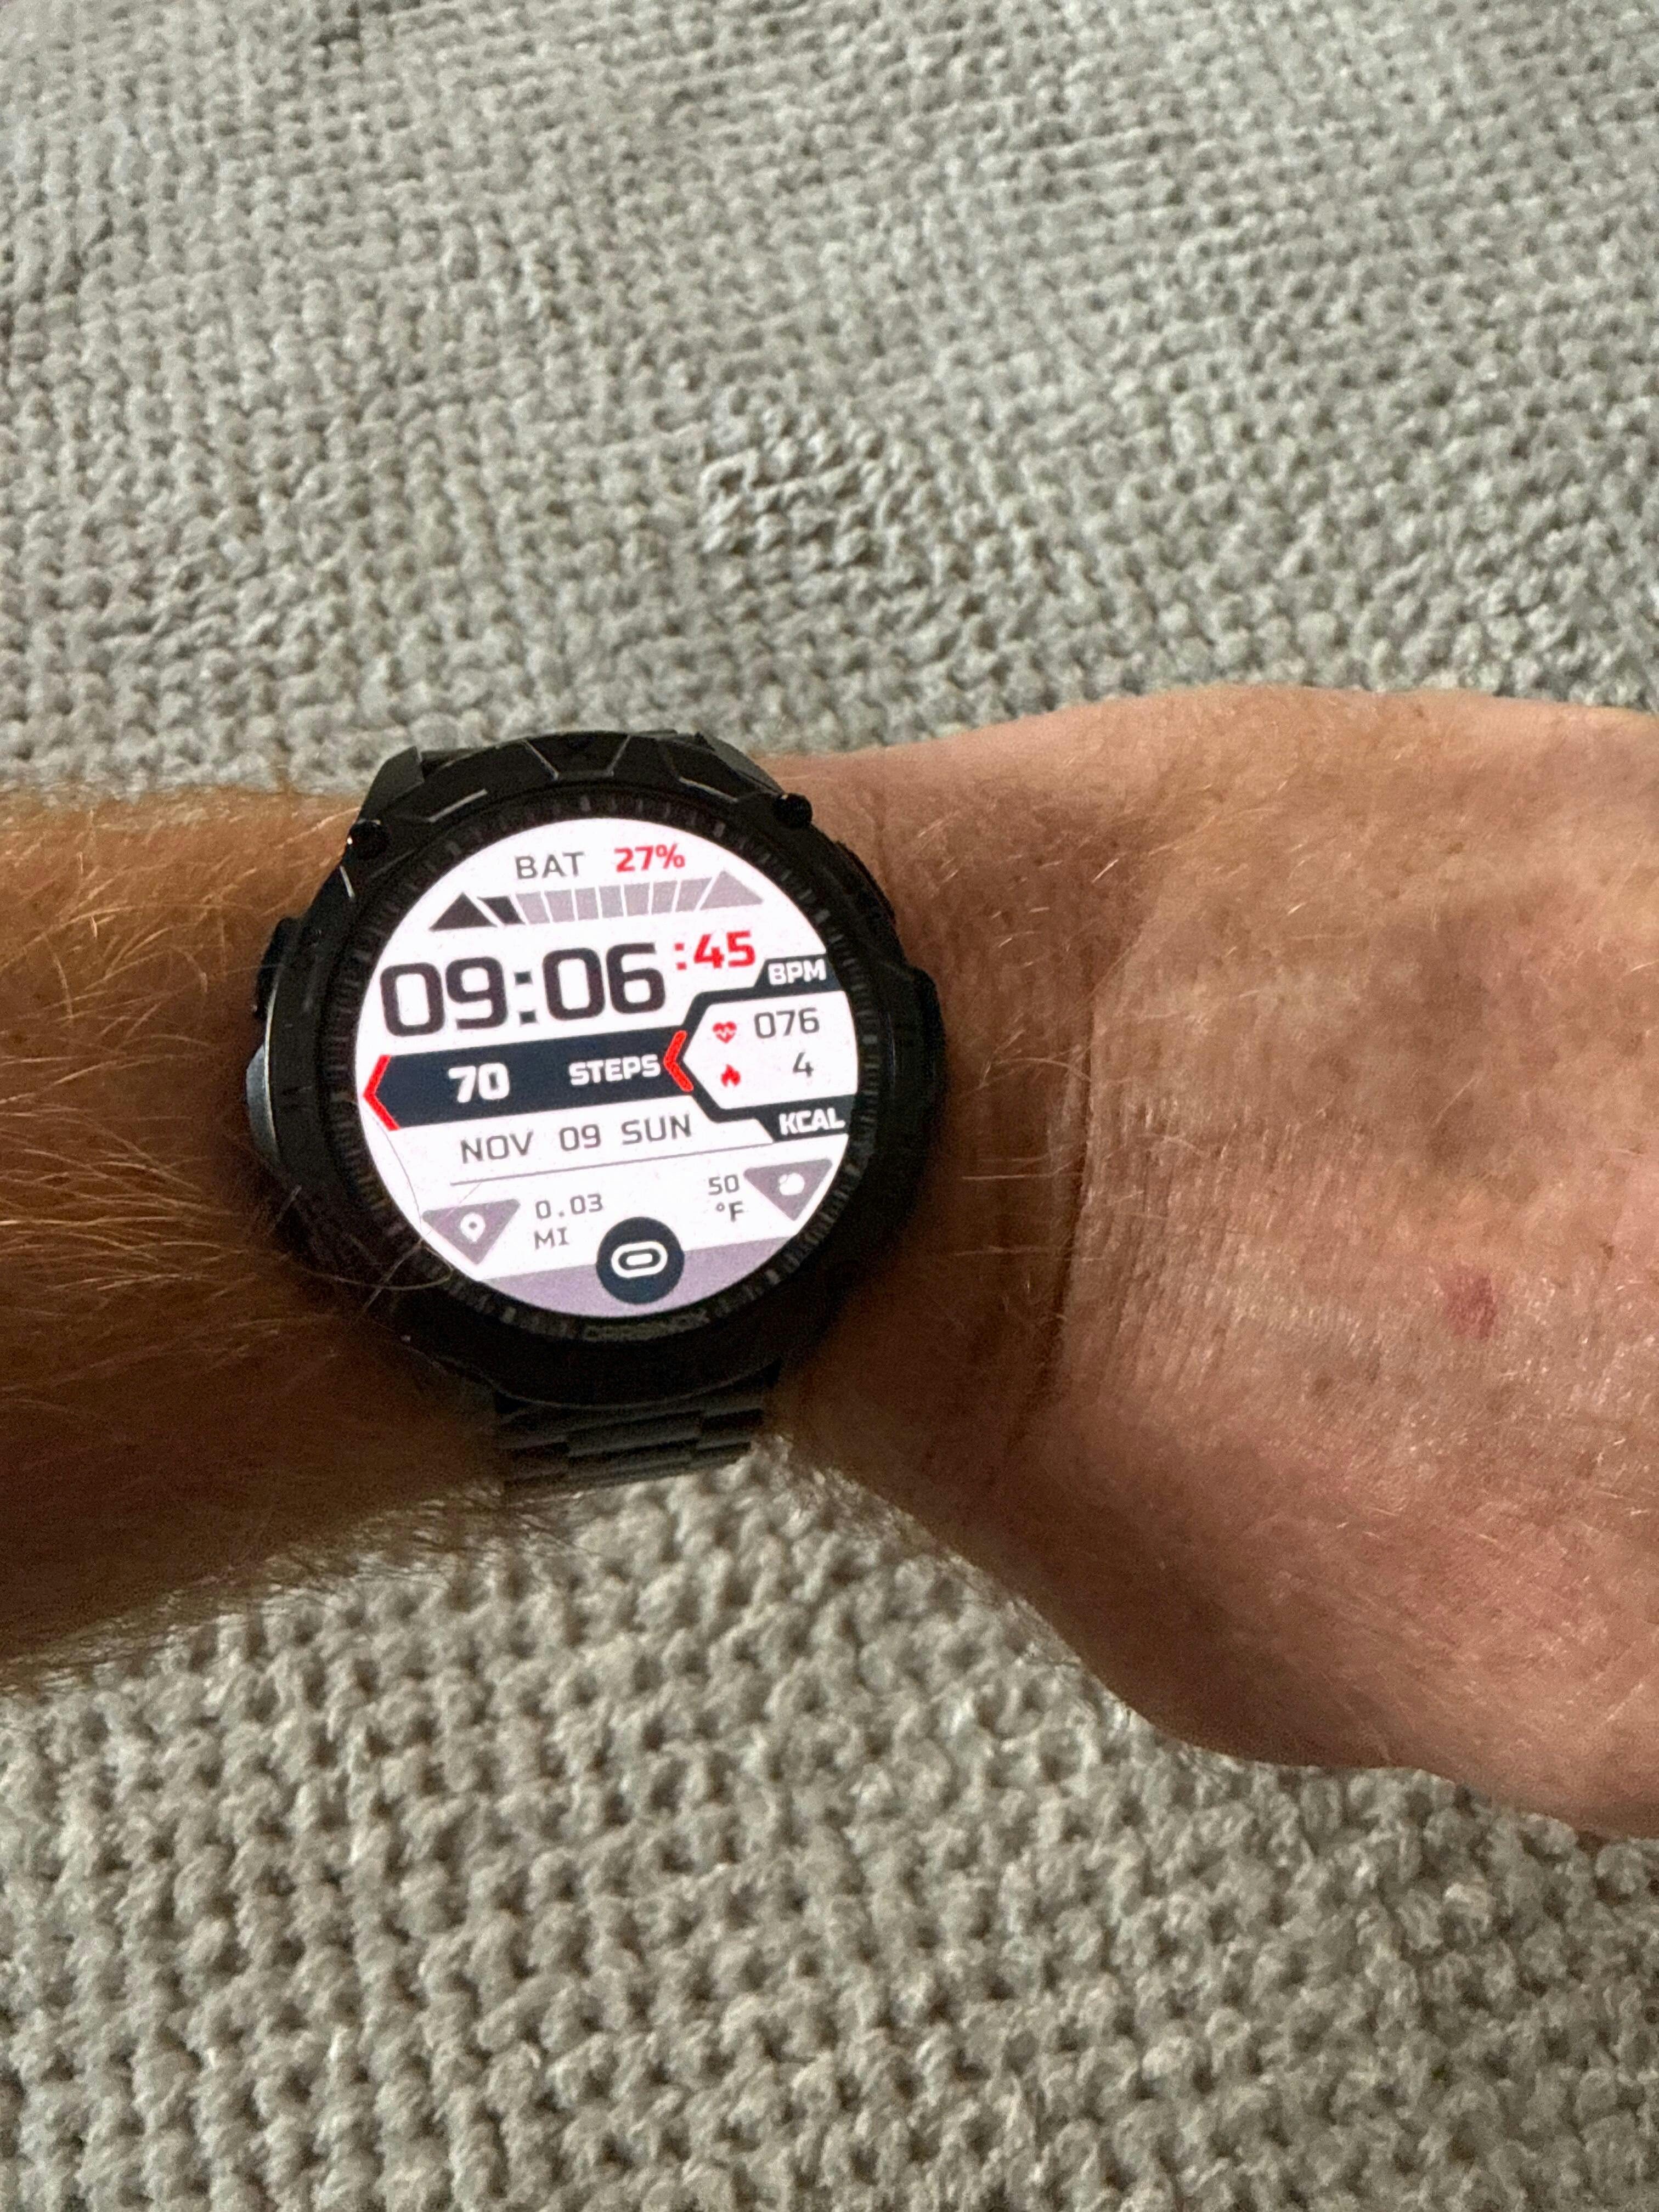 BAT 27%
09:06:45
BPM
076
70 STEPS
4
KCAL
NOV 09 SUN
0.03
MI
50
°F